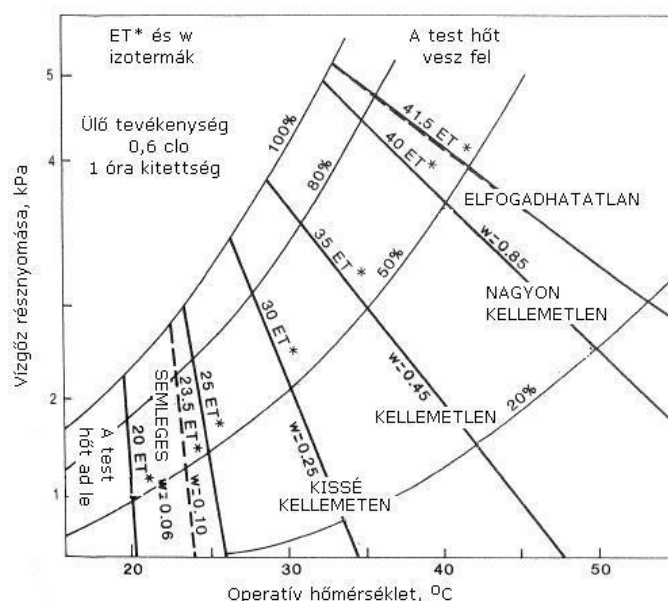 ET* és w
izotermák
A test hőt
vesz fel
Ülő tevékenység
0,6 clo
1 óra kitettség
5
4
2
1
Vízgőz résznyomása, kPa
100%
80%
50%
20%
41.5 ET*
40 ET*
ELFOGADHATATLAN
w=0.85
NAGYON
KELLEMETLEN
35 ET*
w=0.45
KELLEMETLEN
30 ET*
w=0.25
KISSÉ
KELLEMETEN
25 ET*
23.5 ET*
w=0.10
SEMLEGES
w=0.06
20 ET*
A test
hőt ad le
20
30
40
50
Operatív hőmérséklet, ºC